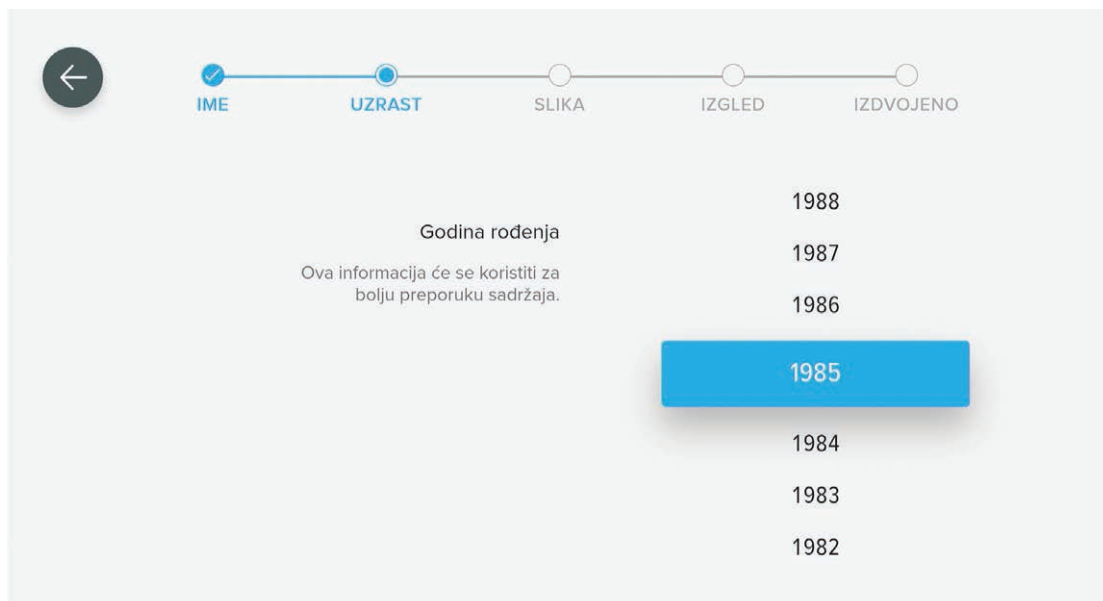 IME
UZRAST
SLIKA
IZGLED
IZDVOJENO
Godina rođenja
Ova informacija će se koristiti za
bolju preporuku sadržaja.
1988
1987
1986
1985
1984
1983
1982